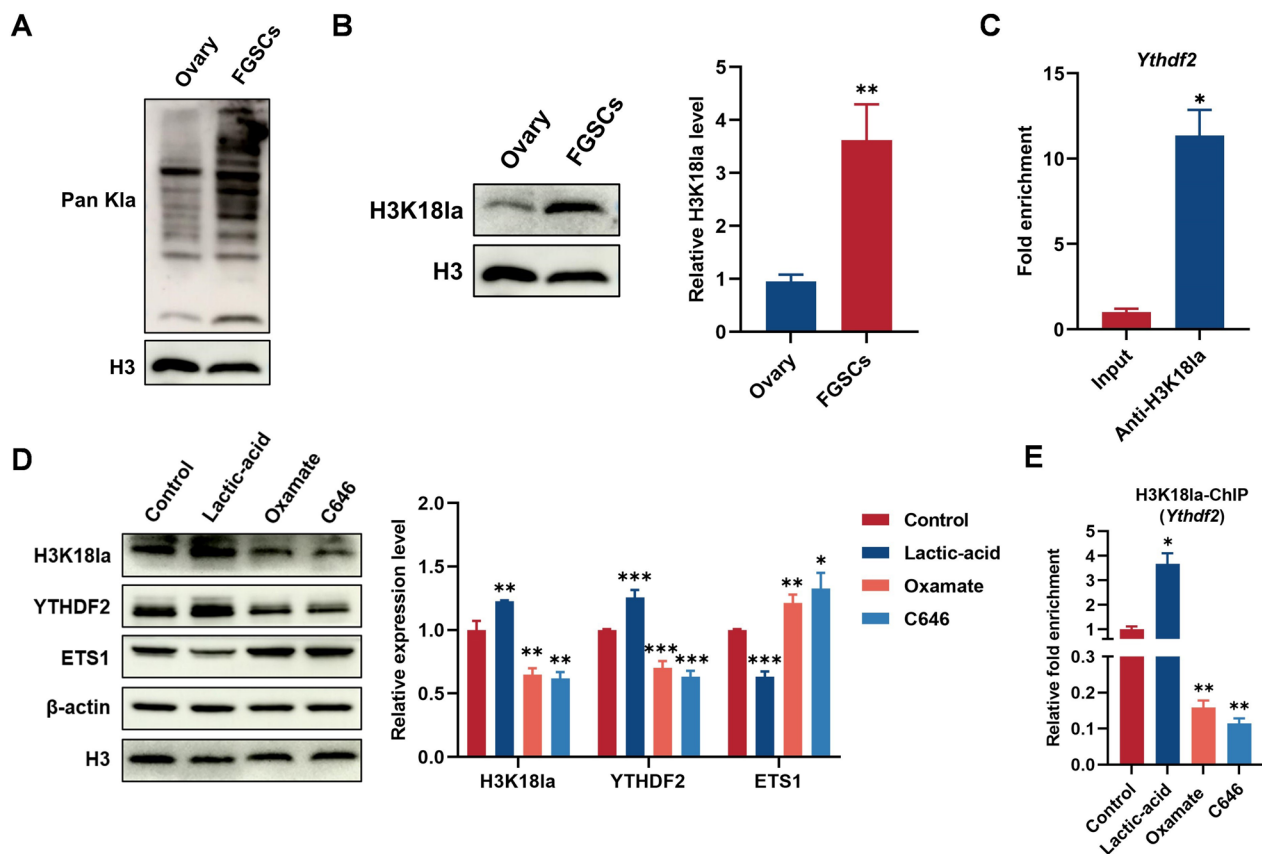 A
Ovary
FGSCs
Pan Kla
H3
B
Ovary
FGSCs
H3K18la
H3
Relative H3K18la level
5
4
3
2
1
0
**
Ovary
FGSCs
C
Ythdf2
Fold enrichment
15
10
5
0
*
Input
Anti-H3K18la
D
Control
Lactic-acid
Oxamate
C646
H3K18la
YTHDF2
ETS1
β-actin
H3
Relative expression level
2.0
1.5
1.0
0.5
0.0
**
**
**
***
***
***
***
**
*
H3K18la
YTHDF2
ETS1
Control
Lactic-acid
Oxamate
C646
E
H3K18la-ChIP
(Ythdf2)
Relative fold enrichment
5
4
3
2
1
0.3
0.2
0.1
0.0
*
**
**
Control
Lactic-acid
Oxamate
C646